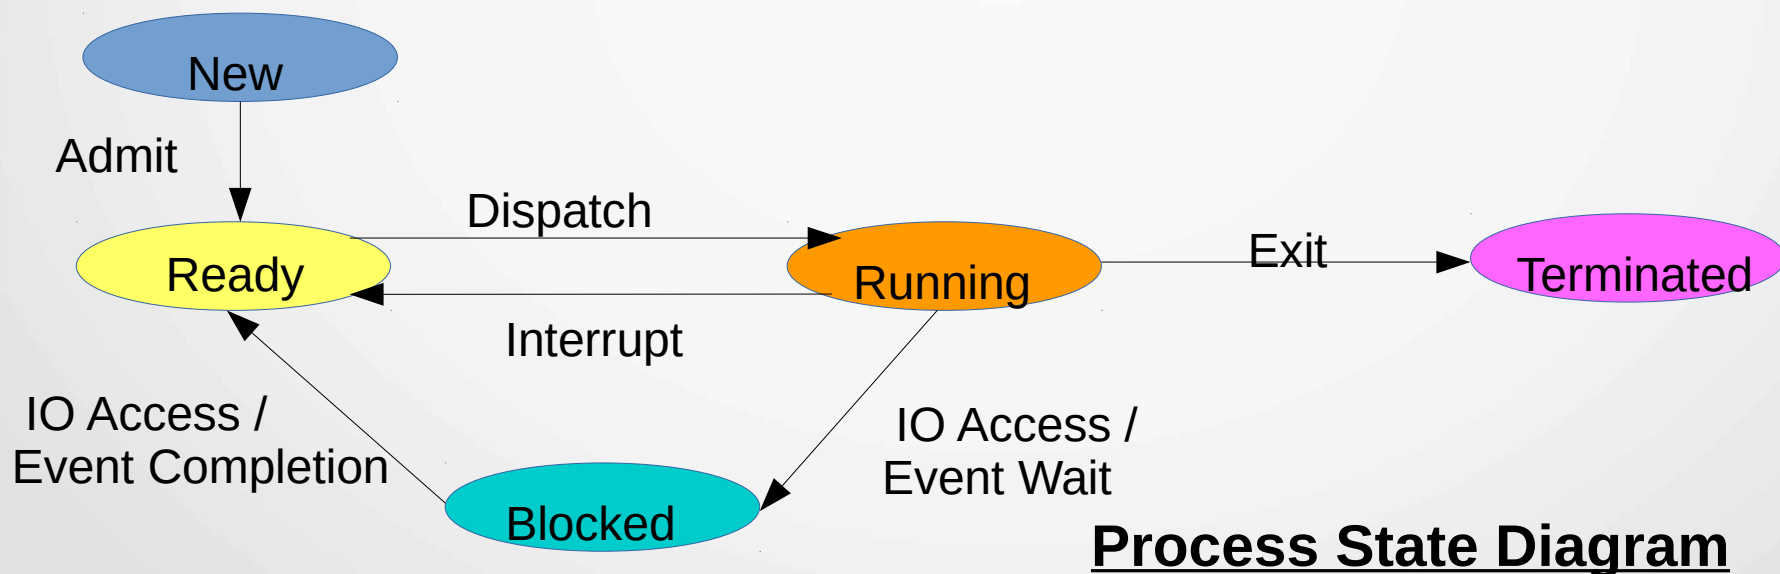 New
Admit
Dispatch
Ready
Running
Exit
Terminated
Interrupt
IO Access /
Event Completion
IO Access /
Event Wait
Blocked
Process State Diagram